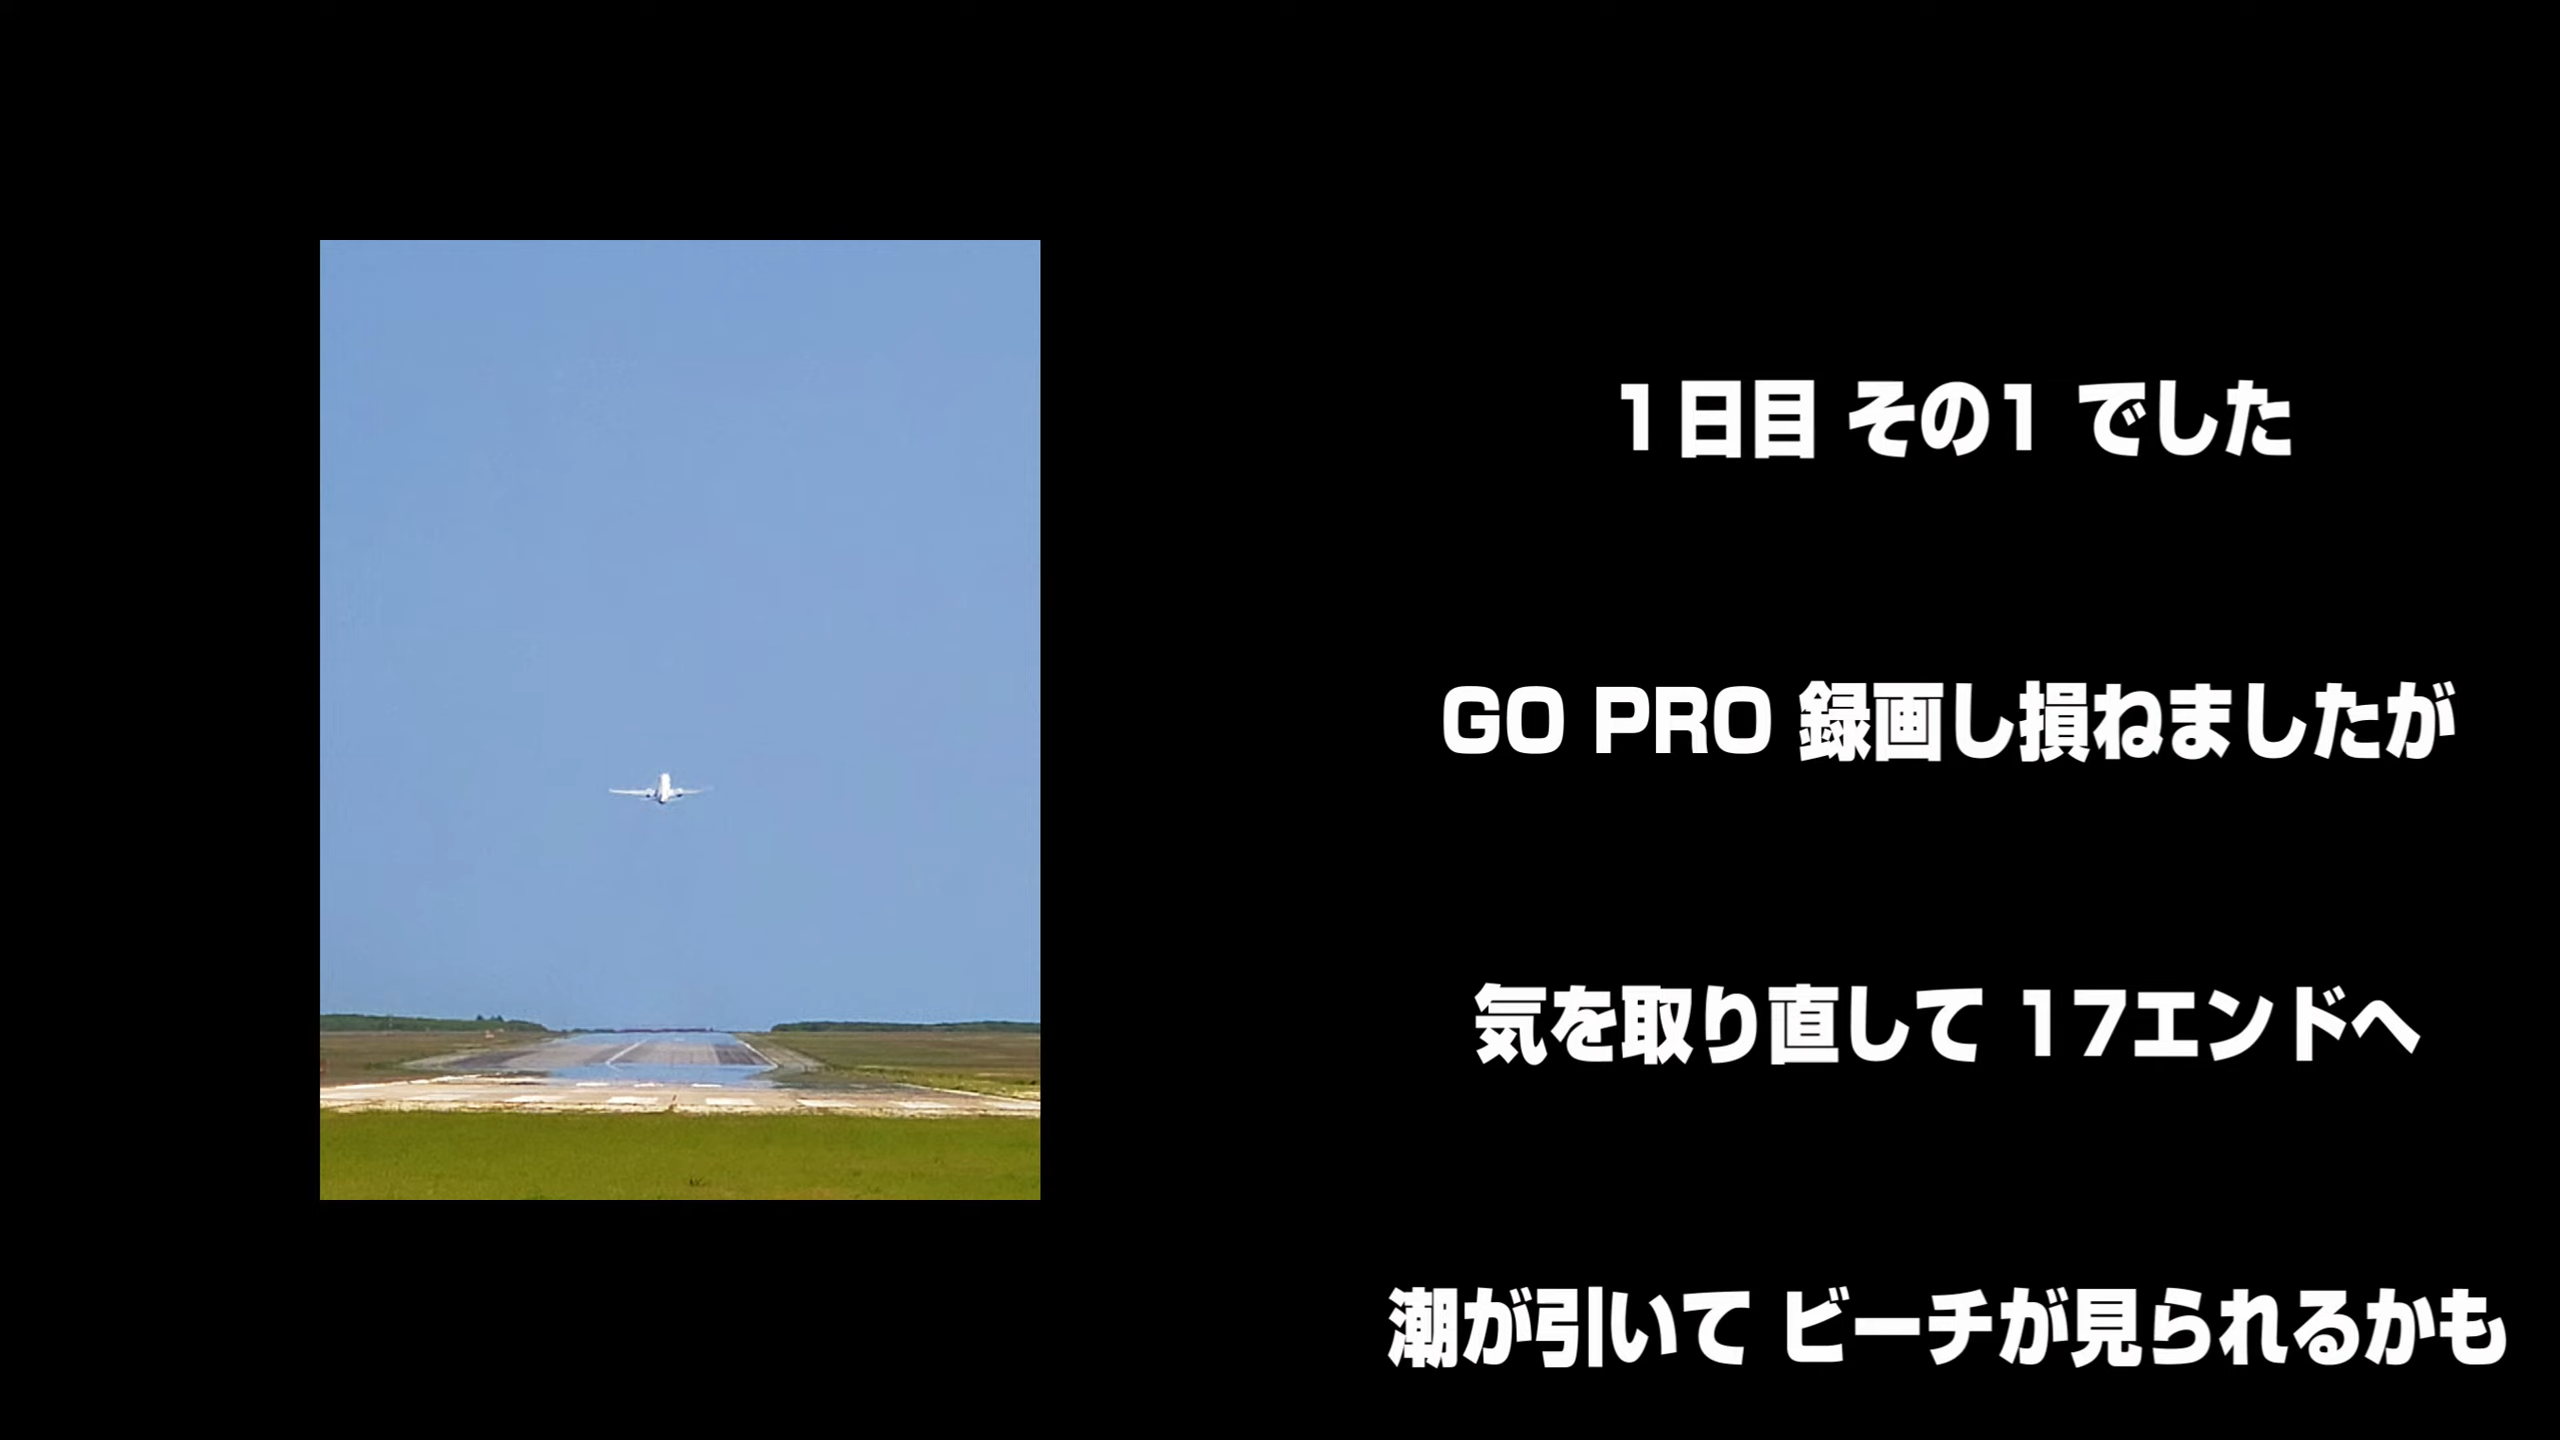 1日目 その1 でした
GO PRO 録画し損ねましたが
気を取り直して 17エンドへ
潮が引いて ビーチが見られるかも